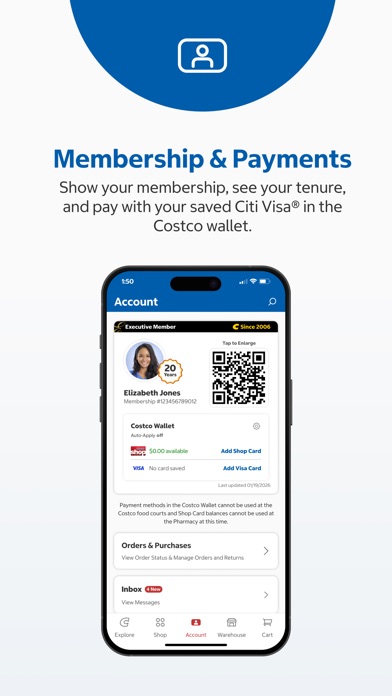 Membership & Payments
Show your membership, see your tenure,
and pay with your saved Citi Visa® in the
Costco wallet.
1:50
Account
Executive Member
Since 2006
Tap to Enlarge
20
Years
Elizabeth Jones
Membership #123456789012
Costco Wallet
Auto-Apply off
shop $0.00 available Add Shop Card
VISA No card saved Add Visa Card
Last updated 01/19/2026
Payment methods in the Costco Wallet cannot be used at the
Costco food courts and Shop Card balances cannot be used at
the Pharmacy at this time.
Orders & Purchases
View Order Status & Manage Orders and Returns
Inbox 4 New
View Messages
Explore Shop Account Warehouse Cart